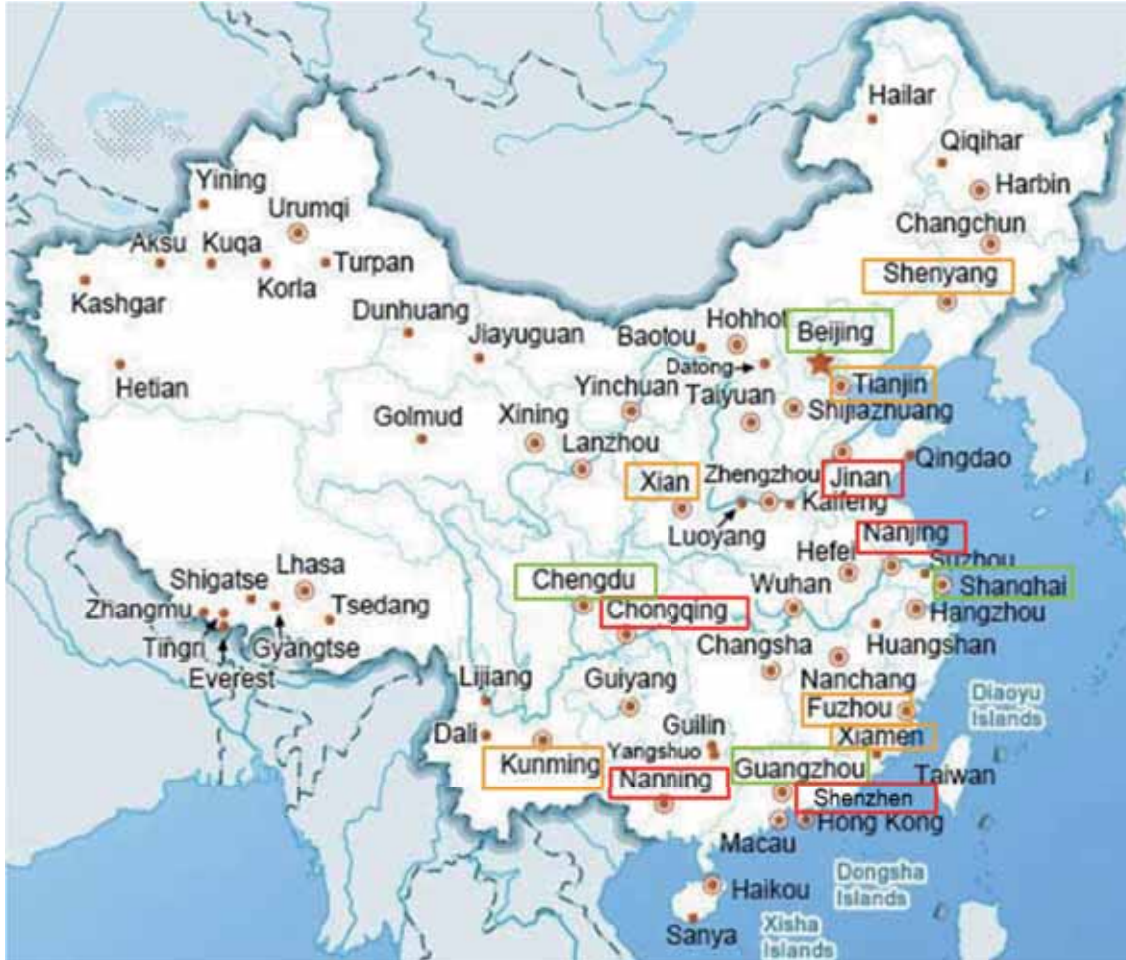 Hailar
Qiqihar
Harbin
Yining
Urumqi
Changchun
Aksu
Kuqa
Turpan
Shenyang
Kashgar
Korla
Dunhuang
Jiayuguan
Baotou
Hohhot
Beijing
Datong
Hetian
Yinchuan
Taiyuan
Tianjin
Shijiazhuang
Golmud
Xining
Lanzhou
Qingdao
Xian
Zhengzhou
Jinan
Kaifeng
Luoyang
Nanjing
Hefei
Suzhou
Shigatse
Lhasa
Chengdu
Wuhan
Shanghai
Zhangmu
Tsedang
Chongqing
Hangzhou
Tingri
Gyangtse
Changsha
Huangshan
Everest
Lijiang
Guiyang
Nanchang
Diaoyu
Islands
Fuzhou
Dali
Guilin
Xiamen
Yangshuo
Kunming
Nanning
Guangzhou
Taiwan
Shenzhen
Hong Kong
Macau
Dongsha
Islands
Haikou
Sanya
Xisha
Islands